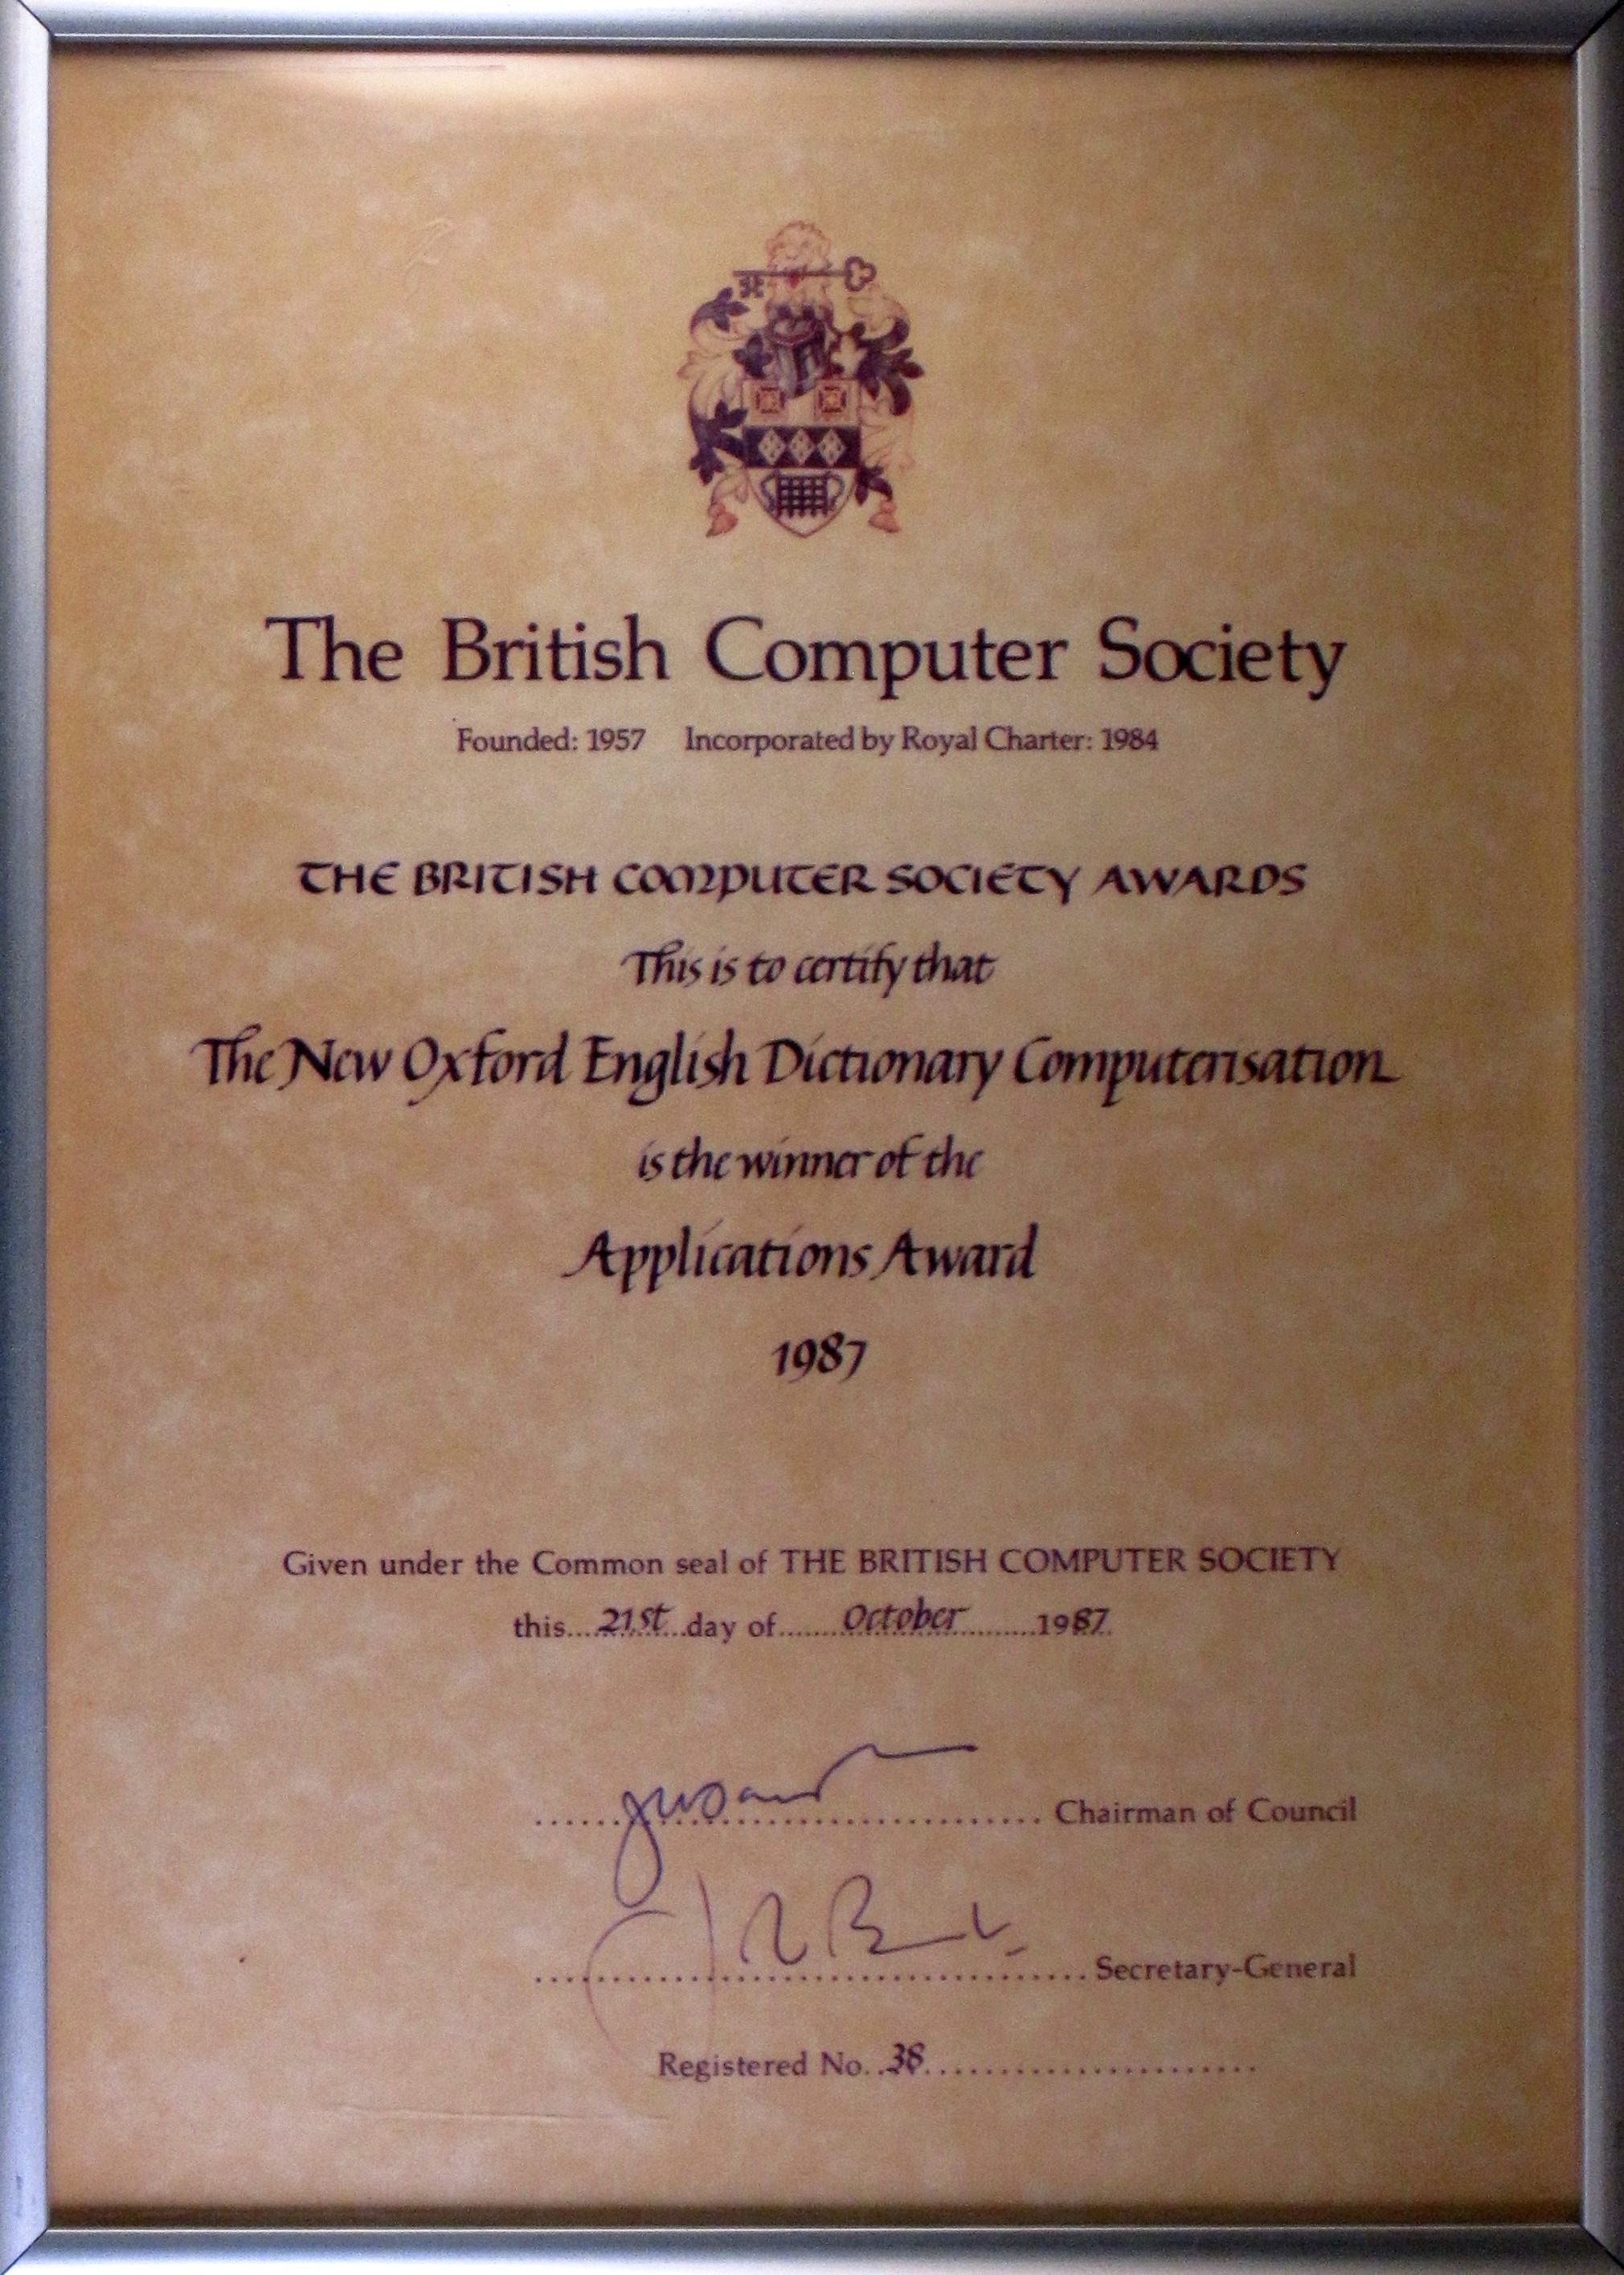 The British Computer Society
Founded: 1957 Incorporated by Royal Charter: 1984
THE BRITISH COMPUTER SOCIETY AWARDS
This is to certify that
The New Oxford English Dictionary Computerisation
is the winner of the
Applications Award
1987
Given under the Common seal of THE BRITISH COMPUTER SOCIETY
this....21st..day of.......October.........1987.
Chairman of Council
Secretary-General
Registered No..38